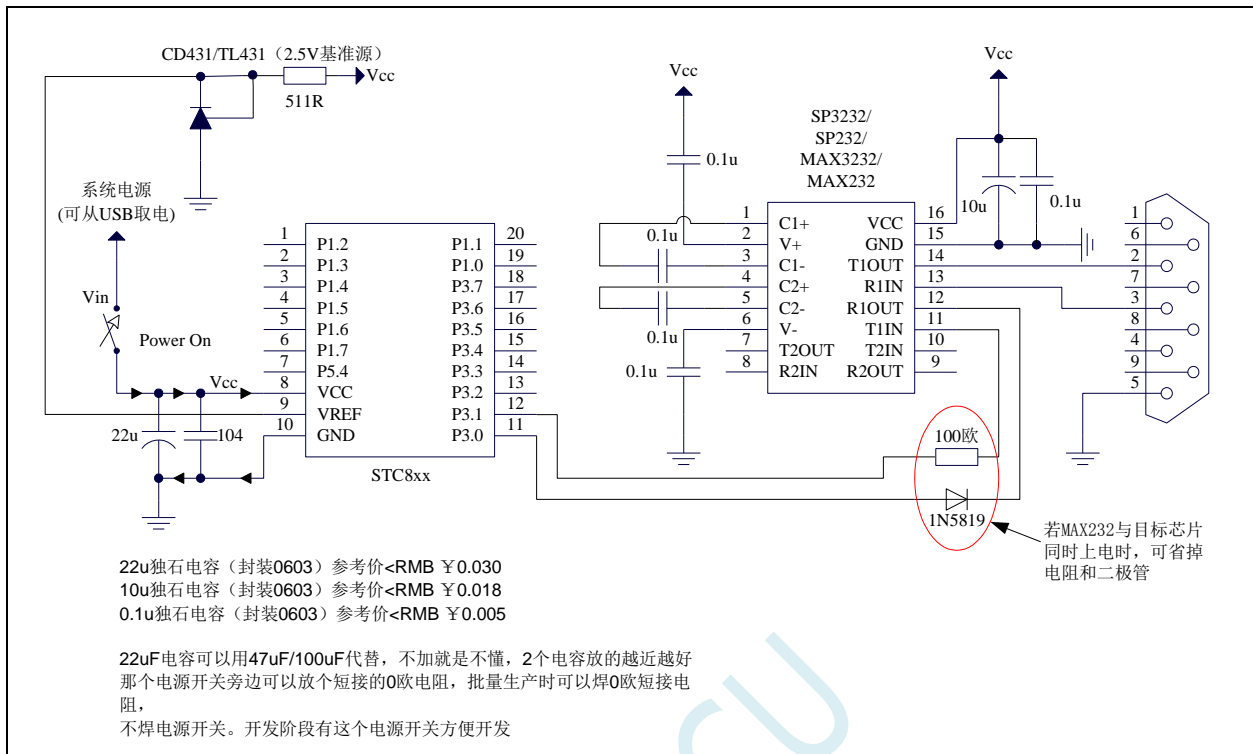 CD431/TL431（2.5V基准源）
Vcc
511R
系统电源
(可从USB取电)
Vin
Power On
Vcc
22u
104
1
2
3
4
5
6
7
8
9
10
P1.2
P1.3
P1.4
P1.5
P1.6
P1.7
P5.4
VCC
VREF
GND
P1.1
P1.0
P3.7
P3.6
P3.5
P3.4
P3.3
P3.2
P3.1
P3.0
20
19
18
17
16
15
14
13
12
11
STC8xx
Vcc
0.1u
0.1u
0.1u
0.1u
SP3232/
SP232/
MAX3232/
MAX232
1
2
3
4
5
6
7
8
C1+
V+
C1-
C2+
C2-
V-
T2OUT
R2IN
VCC
GND
T1OUT
R1IN
R1OUT
T1IN
T2IN
R2OUT
16
15
14
13
12
11
10
9
Vcc
10u
0.1u
1
6
2
7
3
8
4
9
5
100欧
1N5819
若MAX232与目标芯片
同时上电时，可省掉
电阻和二极管
22u独石电容（封装0603）参考价<RMB ￥0.030
10u独石电容（封装0603）参考价<RMB ￥0.018
0.1u独石电容（封装0603）参考价<RMB ￥0.005
22uF电容可以用47uF/100uF代替，不加就是不懂，2个电容放的越近越好
那个电源开关旁边可以放个短接的0欧电阻，批量生产时可以焊0欧短接电
阻，
不焊电源开关。开发阶段有这个电源开关方便开发